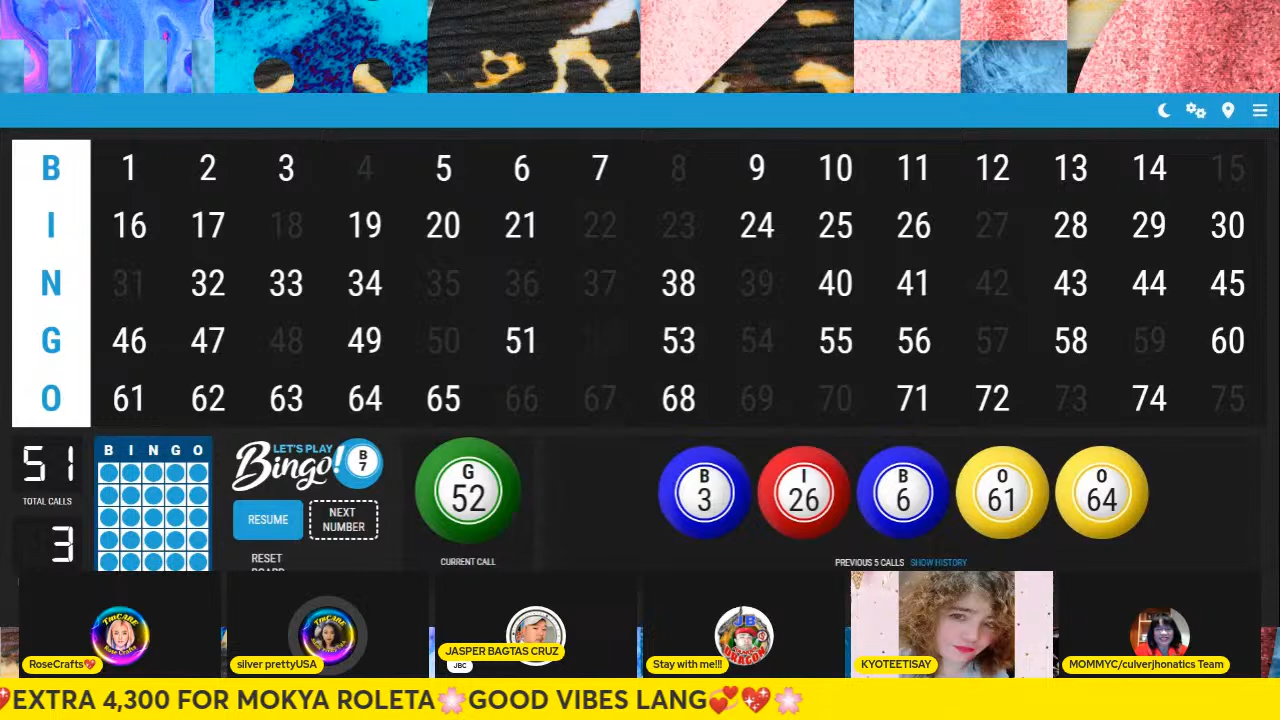 B 1 2 3 4 5 6 7 8 9 10 11 12 13 14 15
I 16 17 18 19 20 21 22 23 24 25 26 27 28 29 30
N 31 32 33 34 35 36 37 38 39 40 41 42 43 44 45
G 46 47 48 49 50 51 53 54 55 56 57 58 59 60
O 61 62 63 64 65 66 67 68 69 70 71 72 73 74 75
51
TOTAL CALLS
3
B I N G O
LET'S PLAY
Bingo!
B
7
RESUME
NEXT
NUMBER
RESET
BOARD
G
52
CURRENT CALL
B
3
I
26
B
6
O
61
O
64
PREVIOUS 5 CALLS SHOW HISTORY
RoseCrafts💖
silver prettyUSA
JASPER BAGTAS CRUZ
JBC
Stay with me!!!
KYOTEETISAY
MOMMYC/culverjhonatics Team
💖EXTRA 4,300 FOR MOKYA ROLETA🌸GOOD VIBES LANG💞💖🌸